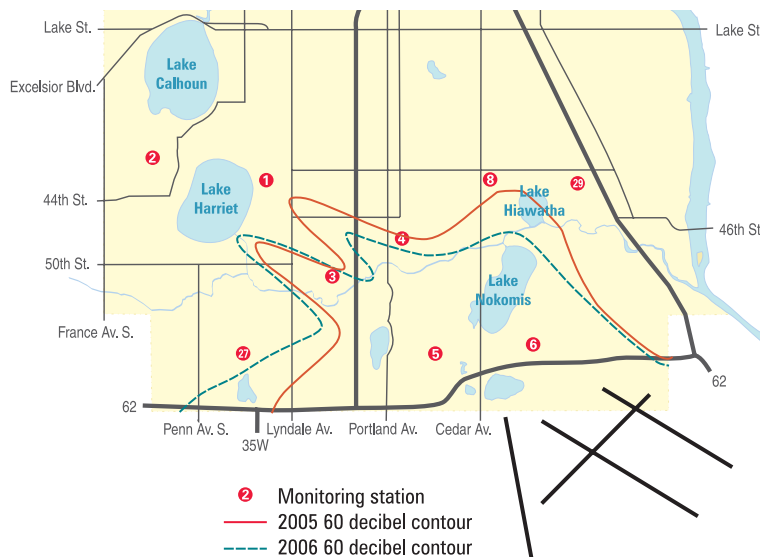 Lake St.
Lake St.
Lake
Calhoun
Excelsior Blvd.
2
1
8
29
Lake
Harriet
Lake
Hiawatha
44th St.
46th St.
4
50th St.
3
Lake
Nokomis
France Av. S.
27
5
6
62
62
Penn Av. S.
Lyndale Av.
Portland Av.
Cedar Av.
35W
2 Monitoring station
2005 60 decibel contour
2006 60 decibel contour